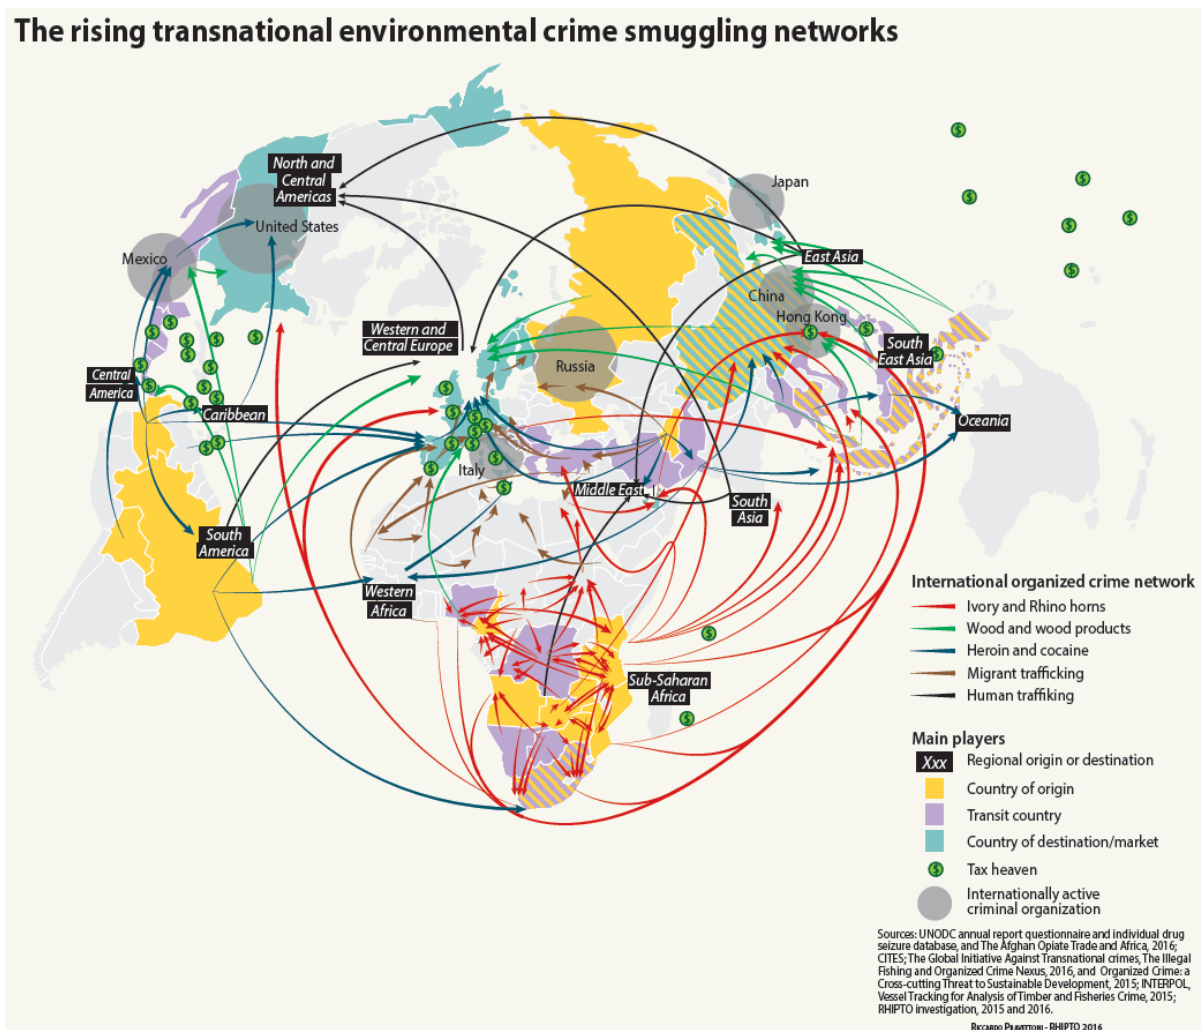 The rising transnational environmental crime smuggling networks
North and
Central
Americas
United States
Mexico
Japan
East Asia
China
Hong Kong
South
East Asia
Western and
Central Europe
Russia
Central
America
Caribbean
Oceania
Italy
Middle East
South
Asia
South
America
Western
Africa
Sub-Saharan
Africa
International organized crime network
Ivory and Rhino horns
Wood and wood products
Heroin and cocaine
Migrant trafficking
Human traffiking
Main players
Xxx Regional origin or destination
Country of origin
Transit country
Country of destination/market
$ Tax heaven
Internationally active
criminal organization
Sources: UNODC annual report questionnaire and individual drug
seizure database, and The Afghan Opiate Trade and Africa, 2016;
CITES; The Global Initiative Against Transnational crimes, The Illegal
Fishing and Organized Crime Nexus, 2016, and Organized Crime: a
Cross-cutting Threat to Sustainable Development, 2015; INTERPOL,
Vessel Tracking for Analysis of Timber and Fisheries Crime, 2015;
RHIPTO investigation, 2015 and 2016.
Riccardo Pravettoni - RHIPTO 2016